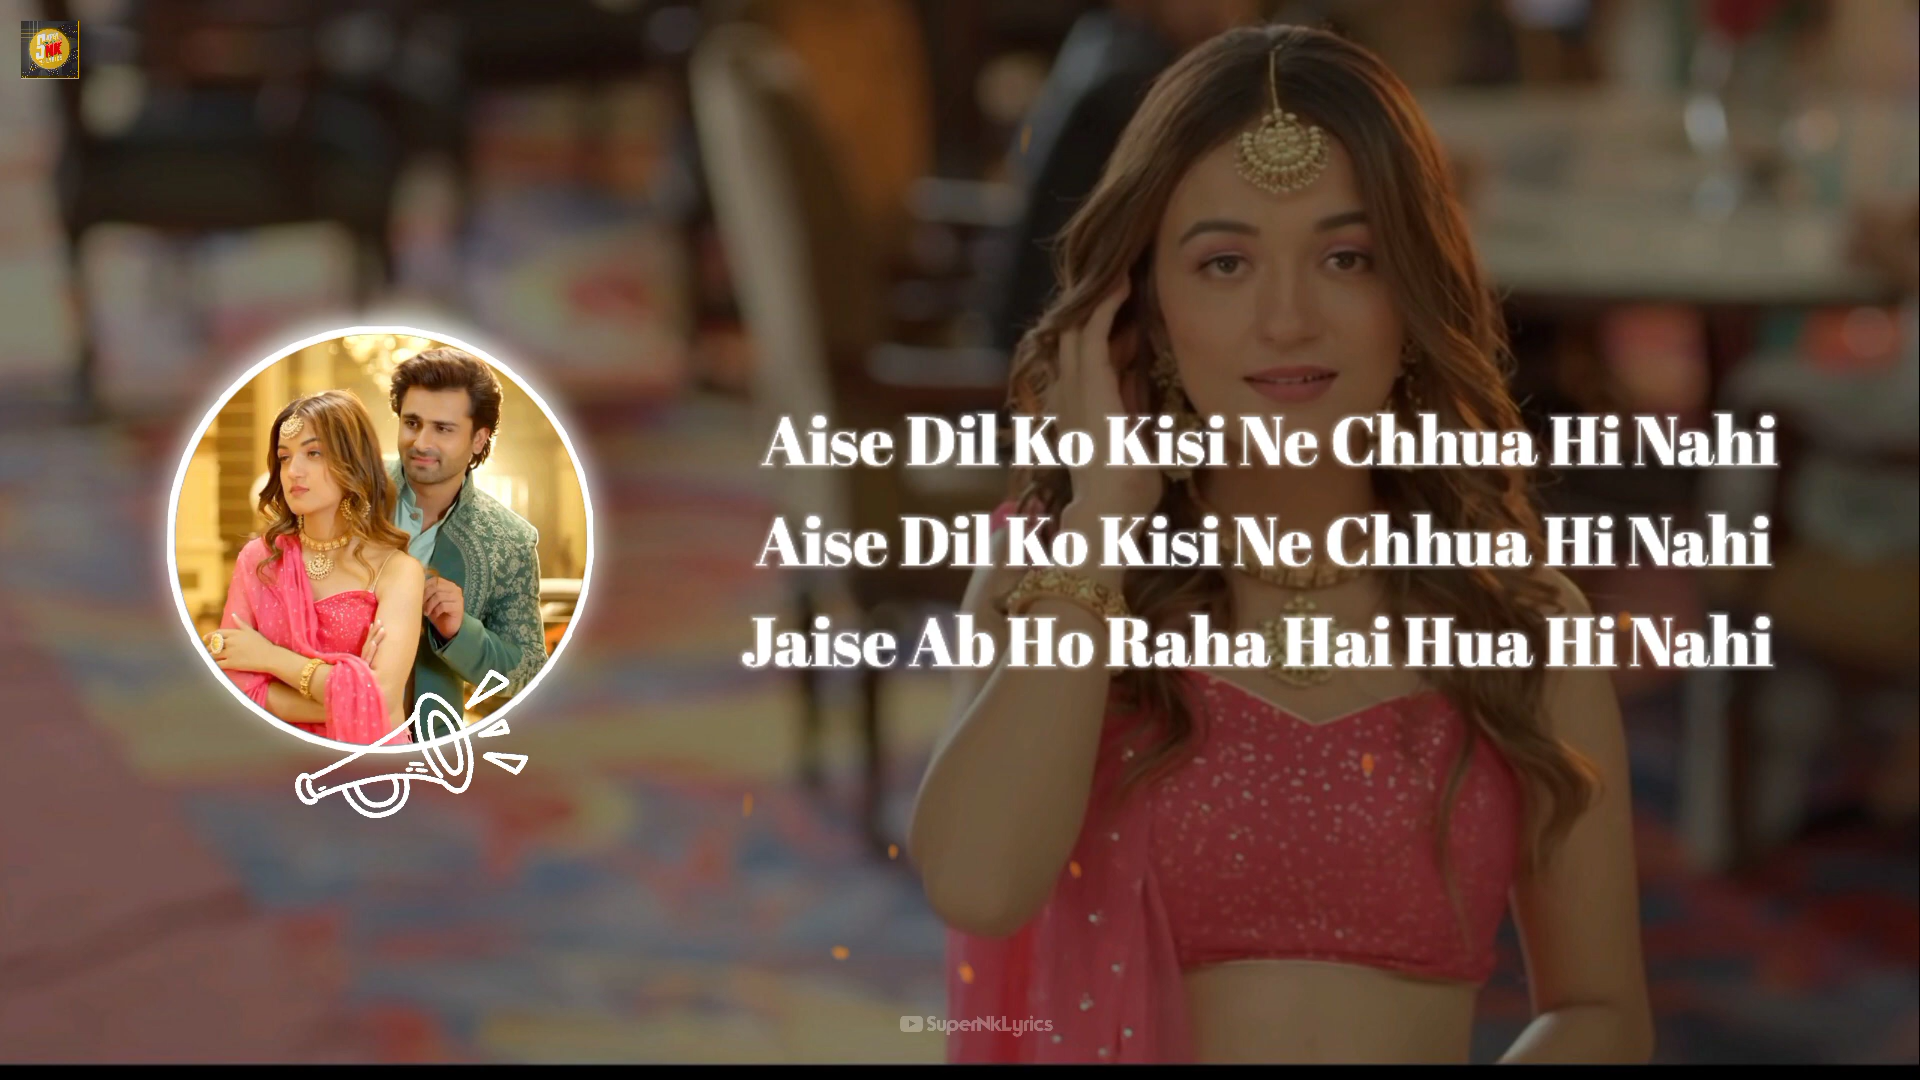 NK
Aise Dil Ko Kisi Ne Chhua Hi Nahi
Aise Dil Ko Kisi Ne Chhua Hi Nahi
Jaise Ab Ho Raha Hai Hua Hi Nahi
SuperNkLyrics